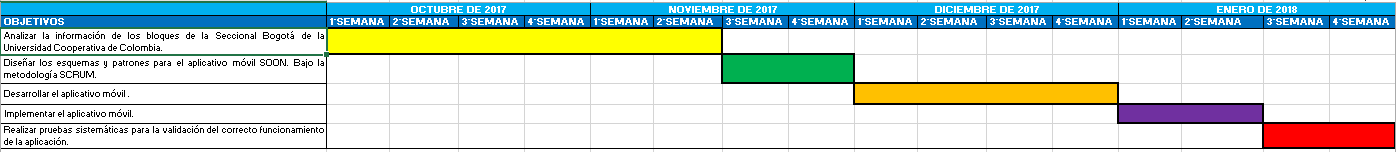 OCTUBRE DE 2017 NOVIEMBRE DE 2017 DICIEMBRE DE 2017 ENERO DE 2018
OBJETIVOS 1°SEMANA 2°SEMANA 3°SEMANA 4°SEMANA 1°SEMANA 2°SEMANA 3°SEMANA 4°SEMANA 1°SEMANA 2°SEMANA 3°SEMANA 4°SEMANA 1°SEMANA 2°SEMANA 3°SEMANA 4°SEMANA
Analizar la información de los bloques de la Seccional Bogotá de la
Universidad Cooperativa de Colombia.
Diseñar los esquemas y patrones para el aplicativo móvil SOON. Bajo la
metodología SCRUM.
Desarrollar el aplicativo móvil .
Implementar el aplicativo móvil.
Realizar pruebas sistemáticas para la validación del correcto funcionamiento
de la aplicación.